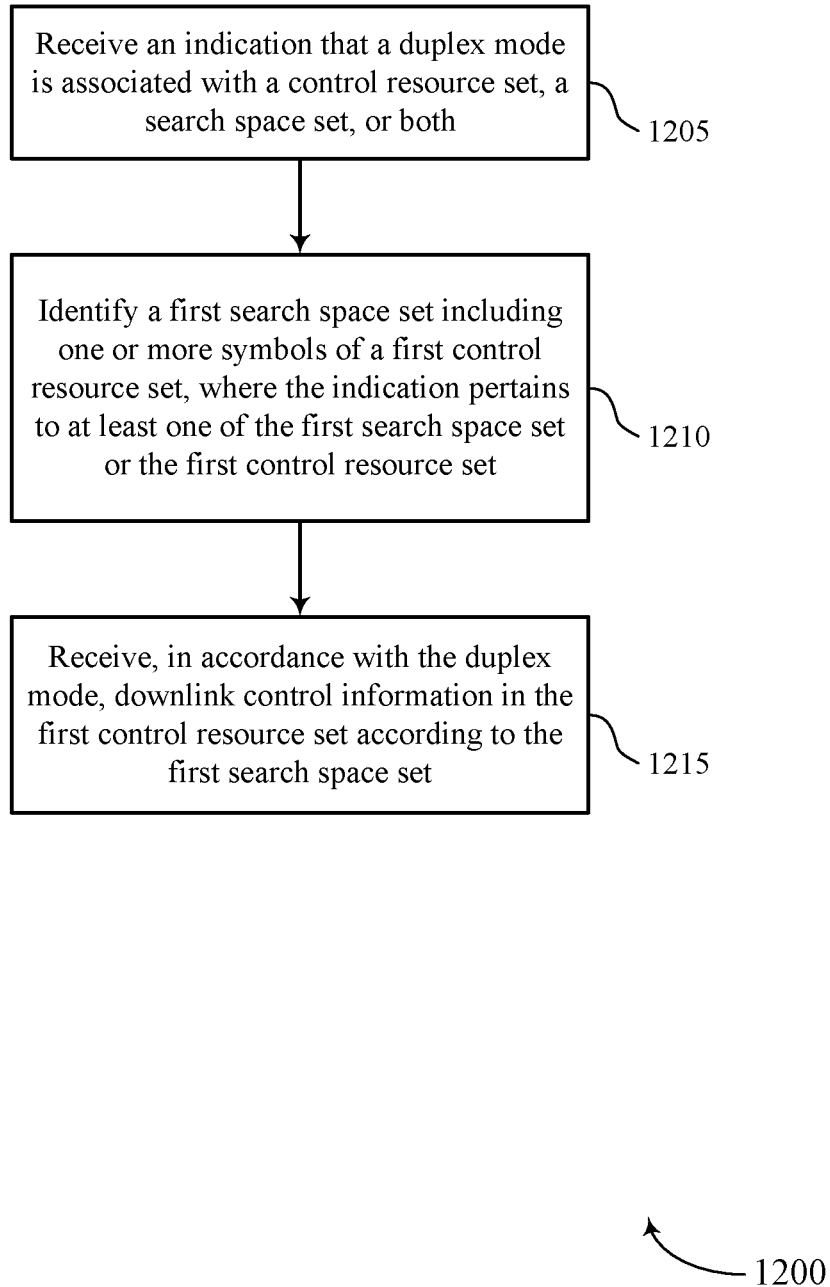 Receive an indication that a duplex mode
is associated with a control resource set, a
search space set, or both
1205
Identify a first search space set including
one or more symbols of a first control
resource set, where the indication pertains
to at least one of the first search space set
or the first control resource set
1210
Receive, in accordance with the duplex
mode, downlink control information in the
first control resource set according to the
first search space set
1215
1200